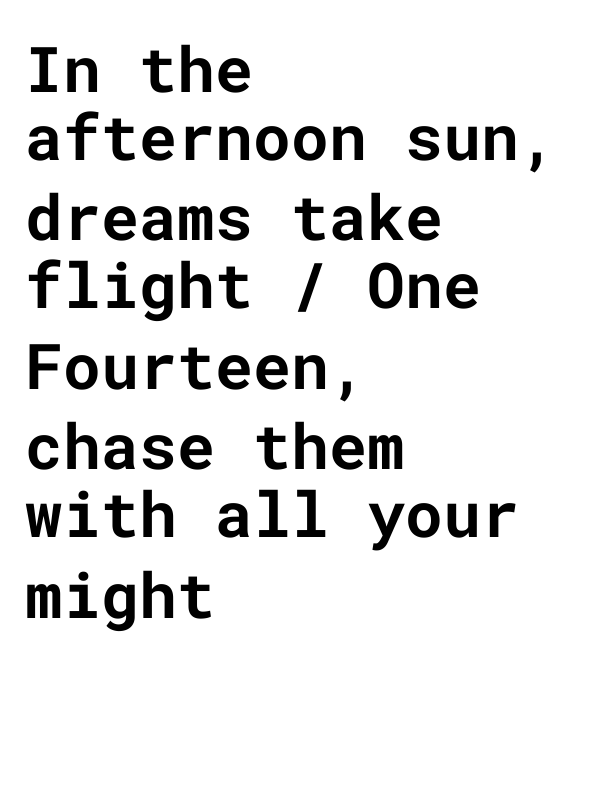 In the
afternoon sun,
dreams take
flight / One
Fourteen,
chase them
with all your
might